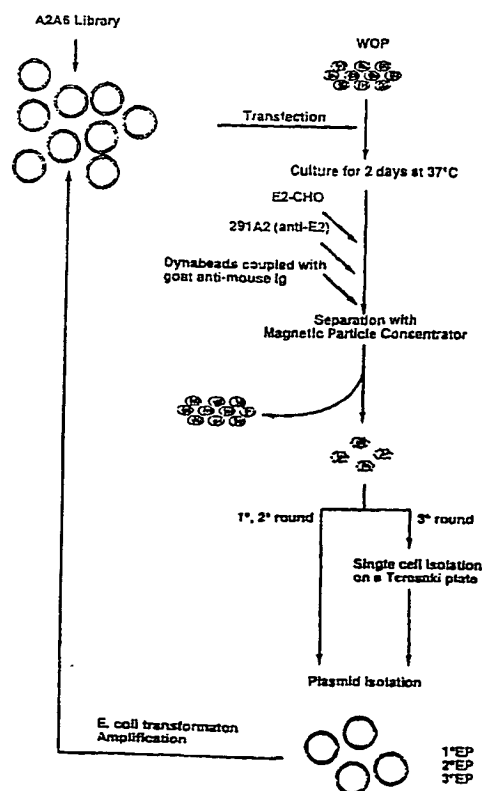 A2A6 Library
WOP
Transfection
Culture for 2 days at 37°C
E2-CHO
291A2 (anti-E2)
Dynabeads coupled with
goat anti-mouse Ig
Separation with
Magnetic Particle Concentrator
1°, 2° round
3° round
Single cell isolation
on a Terasaki plate
Plasmid isolation
E. coli transformaton
Amplification
1°EP
2°EP
3°EP